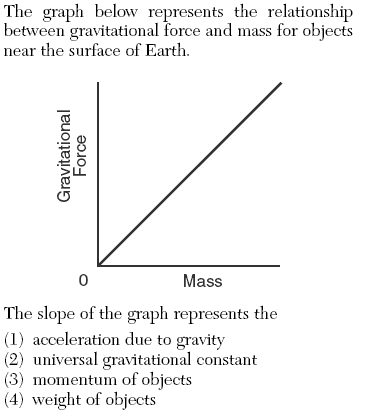 The graph below represents the relationship
between gravitational force and mass for objects
near the surface of Earth.
Gravitational
Force
0
Mass
The slope of the graph represents the
(1) acceleration due to gravity
(2) universal gravitational constant
(3) momentum of objects
(4) weight of objects